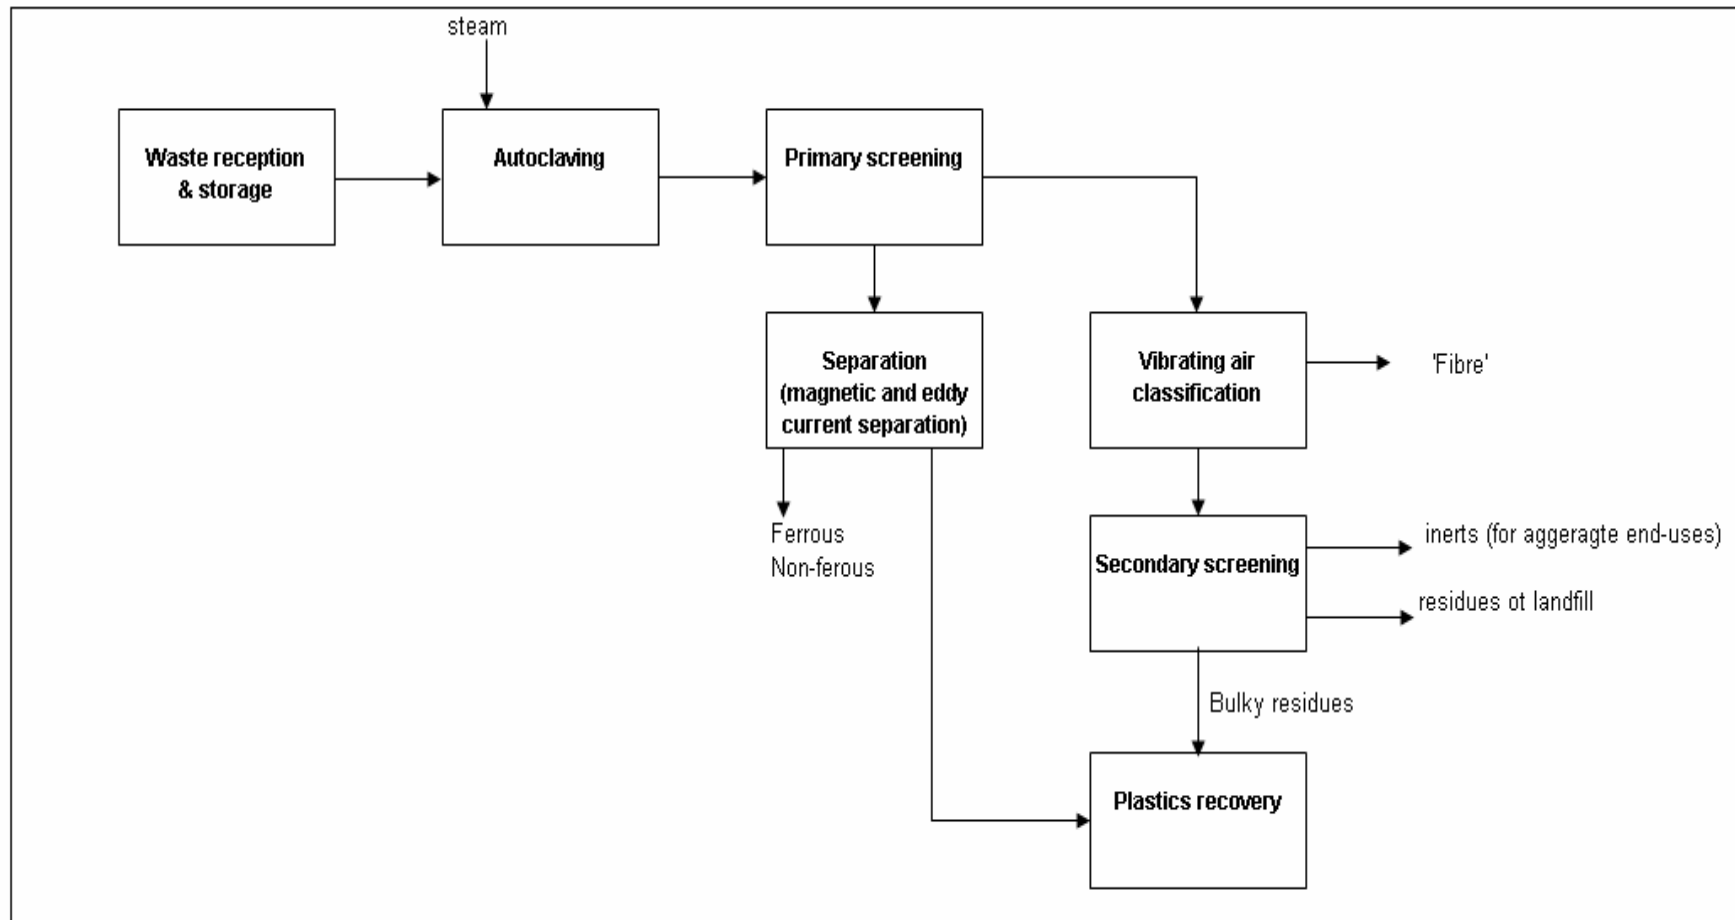 steam
Waste reception
& storage
Autoclaving
Primary screening
Separation
(magnetic and eddy
current separation)
Vibrating air
classification
'Fibre'
Ferrous
Non-ferous
Secondary screening
inerts (for aggeragte end-uses)
residues ot landfill
Bulky residues
Plastics recovery